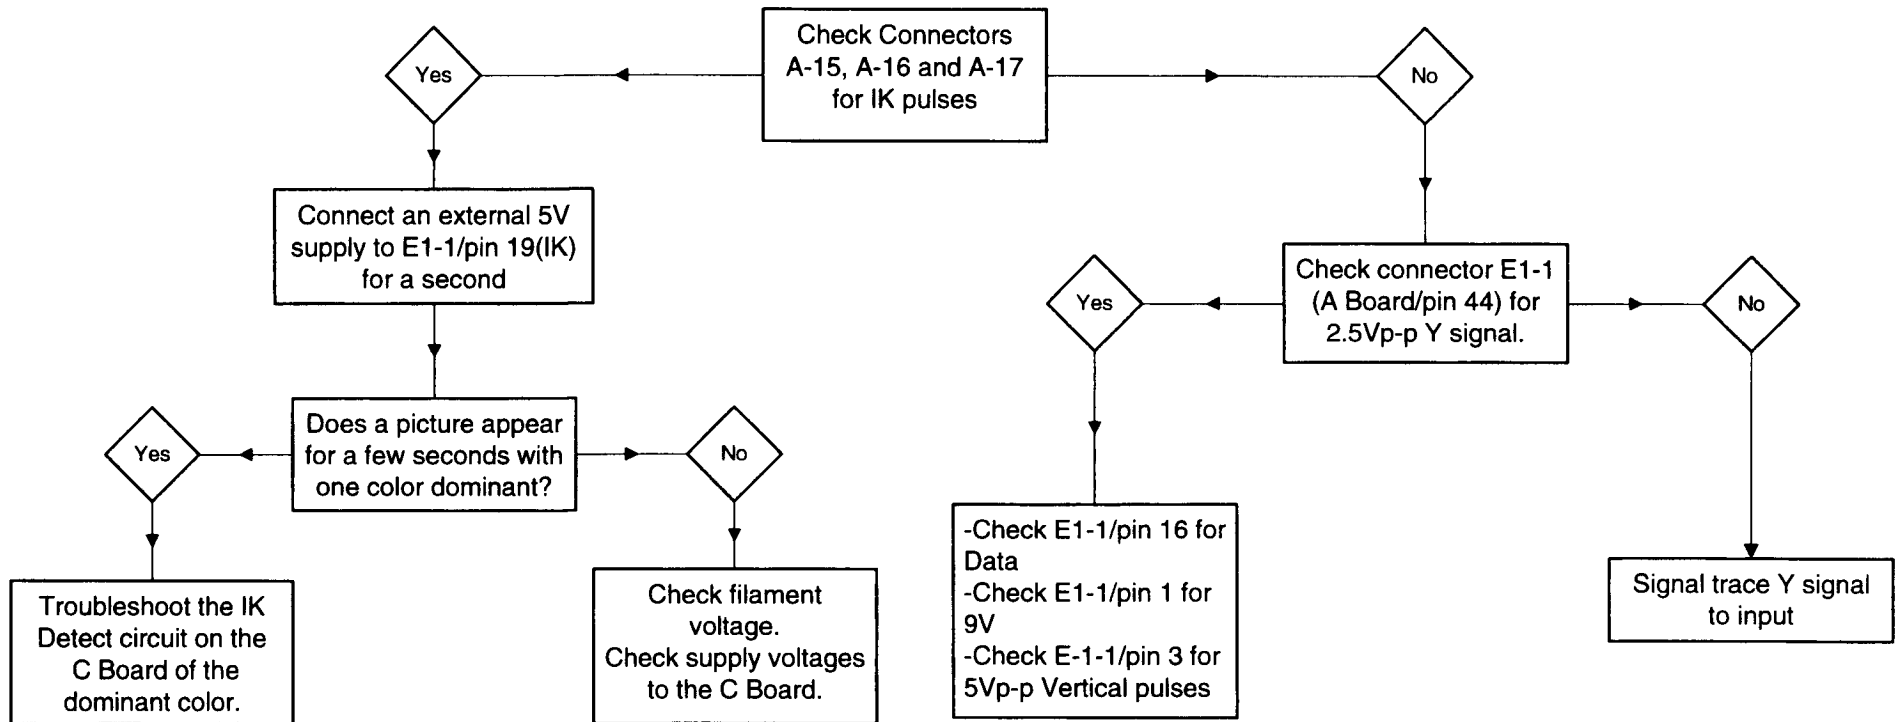 Check Connectors
A-15, A-16 and A-17
for IK pulses
Yes
No
Connect an external 5V
supply to E1-1/pin 19(IK)
for a second
Check connector E1-1
(A Board/pin 44) for
2.5Vp-p Y signal.
Yes
No
Does a picture appear
for a few seconds with
one color dominant?
Yes
No
-Check E1-1/pin 16 for
Data
-Check E1-1/pin 1 for
9V
-Check E-1-1/pin 3 for
5Vp-p Vertical pulses
Signal trace Y signal
to input
Troubleshoot the IK
Detect circuit on the
C Board of the
dominant color.
Check filament
voltage.
Check supply voltages
to the C Board.